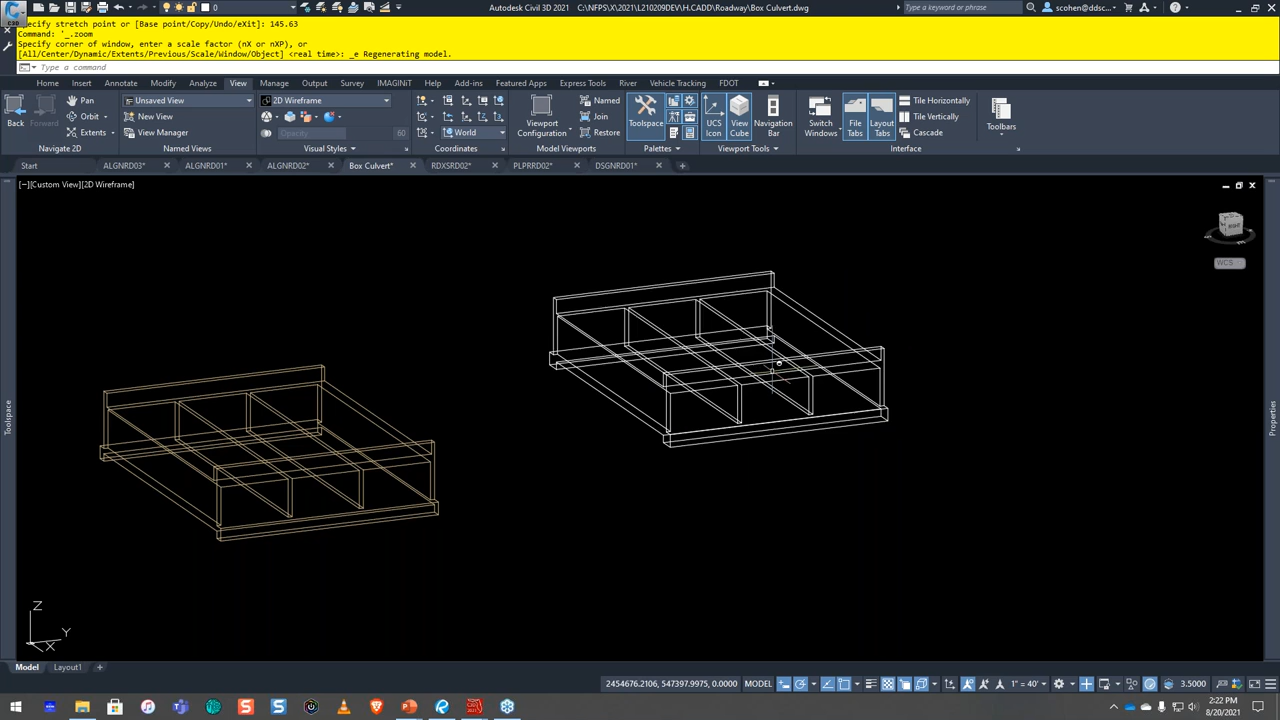 Autodesk Civil 3D 2021 C:\NFPS\X\2021\L210209DEV\H.CADD\Roadway\Box Culvert.dwg
Type a keyword or phrase
scohen@ddsc...
Specify stretch point or [Base point/Copy/Undo/eXit]: 145.63
Command: '_.zoom
Specify corner of window, enter a scale factor (nX or nXP), or
[All/Center/Dynamic/Extents/Previous/Scale/Window/Object] <real time>: _e Regenerating model.
Type a command
Home Insert Annotate Modify Analyze View Manage Output Survey IMAGINiT Help Add-ins Featured Apps Express Tools River Vehicle Tracking FDOT
Pan Unsaved View 2D Wireframe Named Tile Horizontally
Orbit New View Join Tile Vertically
Back Forward Extents View Manager Opacity 60 World Viewport Configuration Restore Toolspace UCS Icon View Cube Navigation Bar Switch Windows File Tabs Layout Tabs Cascade Toolbars
Navigate 2D Named Views Visual Styles Coordinates Model Viewports Palettes Viewport Tools Interface
Start ALGNRD03* ALGNRD01* ALGNRD02* Box Culvert* RDXSRD02* PLPRRD02* DSGNRD01*
[−][Custom View][2D Wireframe]
WCS
Toolspace
Properties
Z
Y
X
Model Layout1
2454676.2106, 547397.9975, 0.0000 MODEL 1" = 40' 3.5000
2:22 PM
8/20/2021